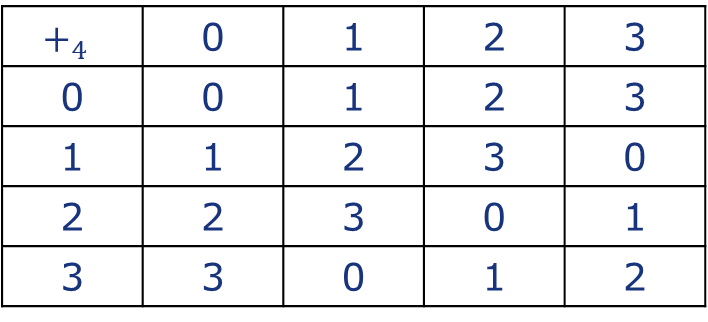 +₄ 0 1 2 3
0 0 1 2 3
1 1 2 3 0
2 2 3 0 1
3 3 0 1 2